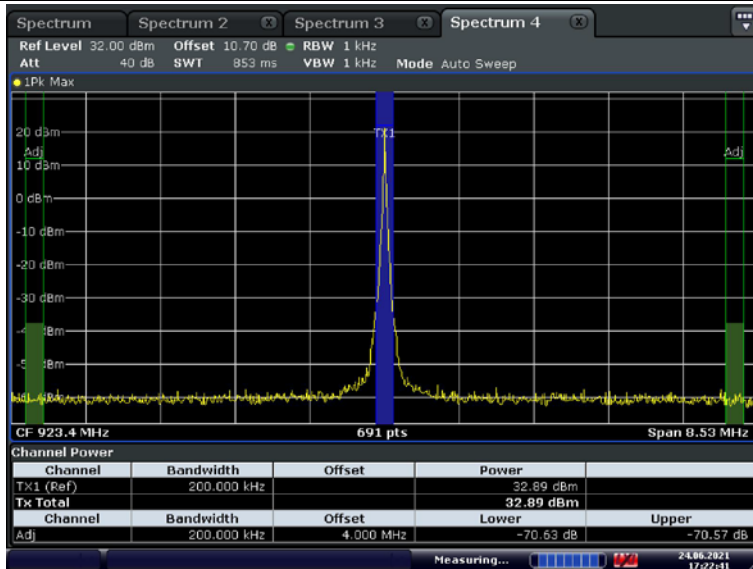 Spectrum Spectrum 2 Spectrum 3 Spectrum 4
Ref Level 32.00 dBm Offset 10.70 dB RBW 1 kHz
Att 40 dB SWT 853 ms VBW 1 kHz Mode Auto Sweep
1Pk Max
20 dBm
TX1
Adj Adj
10 dBm
0 dBm
-10 dBm
-20 dBm
-30 dBm
CF 923.4 MHz 691 pts Span 8.53 MHz
Channel Power
Channel Bandwidth Offset Power
TX1 (Ref) 200.000 kHz 32.89 dBm
Tx Total 32.89 dBm
Channel Bandwidth Offset Lower Upper
Adj 200.000 kHz 4.000 MHz -70.63 dB -70.57 dB
Measuring... 24.06.2021
17:22:41